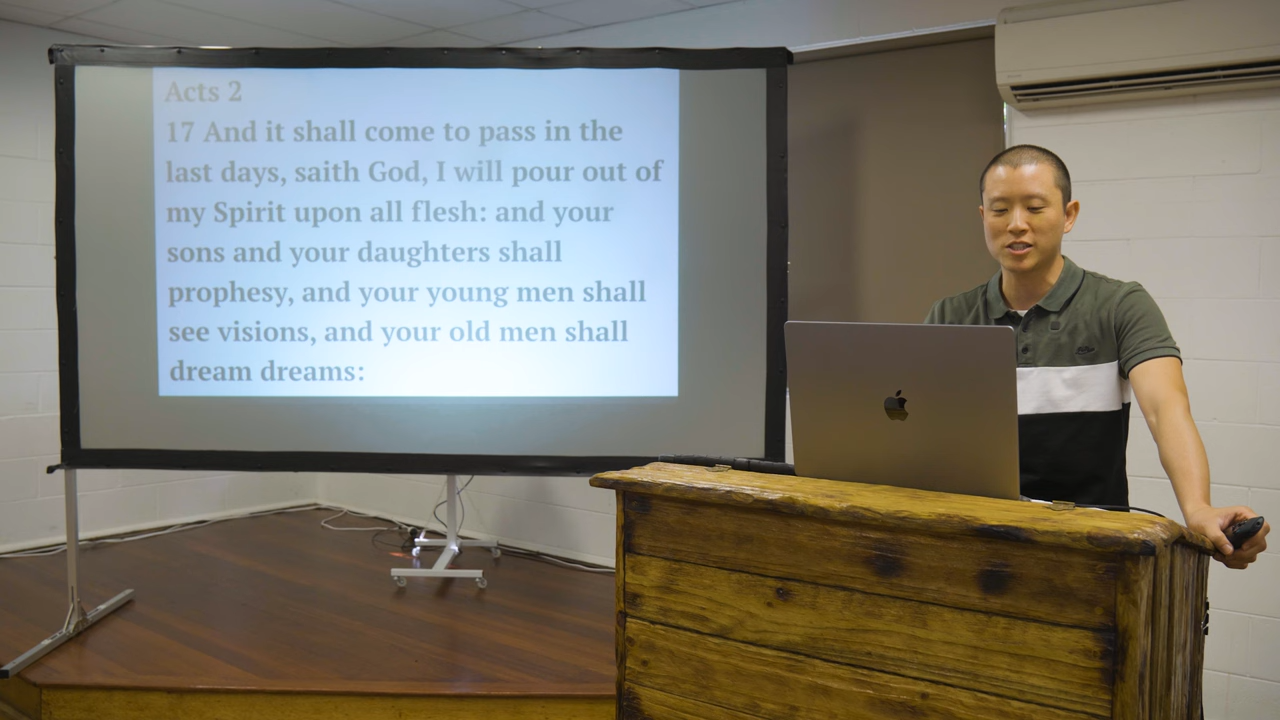 Acts 2
17 And it shall come to pass in the
last days, saith God, I will pour out of
my Spirit upon all flesh: and your
sons and your daughters shall
prophesy, and your young men shall
see visions, and your old men shall
dream dreams: